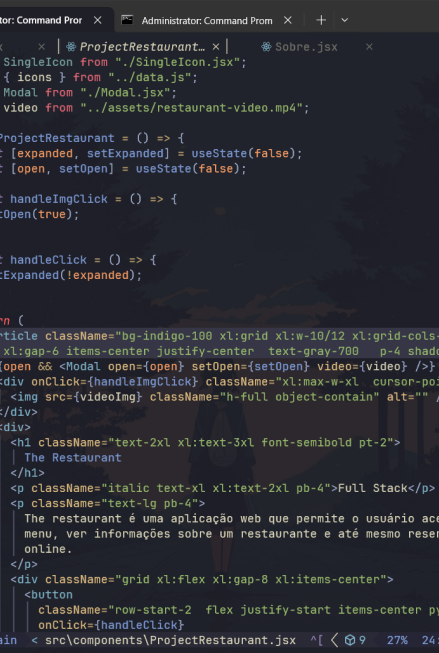 tor: Command Pror × Administrator: Command Prom × +
x × ProjectRestaurant… × Sobre.jsx ×
SingleIcon from "./SingleIcon.jsx";
{ icons } from "../data.js";
Modal from "./Modal.jsx";
video from "../assets/restaurant-video.mp4";
ProjectRestaurant = () => {
t [expanded, setExpanded] = useState(false);
t [open, setOpen] = useState(false);
t handleImgClick = () => {
tOpen(true);
t handleClick = () => {
tExpanded(!expanded);
rn (
rticle className="bg-indigo-100 xl:grid xl:w-10/12 xl:grid-cols-
xl:gap-6 items-center justify-center text-gray-700 p-4 shado
{open && <Modal open={open} setOpen={setOpen} video={video} />}
<div onClick={handleImgClick} className="xl:max-w-xl cursor-poi
<img src={videoImg} className="h-full object-contain" alt="" /
</div>
<div>
<h1 className="text-2xl xl:text-3xl font-semibold pt-2">
The Restaurant
</h1>
<p className="italic text-xl xl:text-2xl pb-4">Full Stack</p>
<p className="text-lg pb-4">
The restaurant é uma aplicação web que permite o usuário ace
menu, ver informações sobre um restaurante e até mesmo reser
online.
</p>
<div className="grid xl:flex xl:gap-8 xl:items-center">
<button
className="row-start-2 flex justify-start items-center py
onClick={handleClick}
ain < src\components\ProjectRestaurant.jsx ^[ < 9 27% 24: